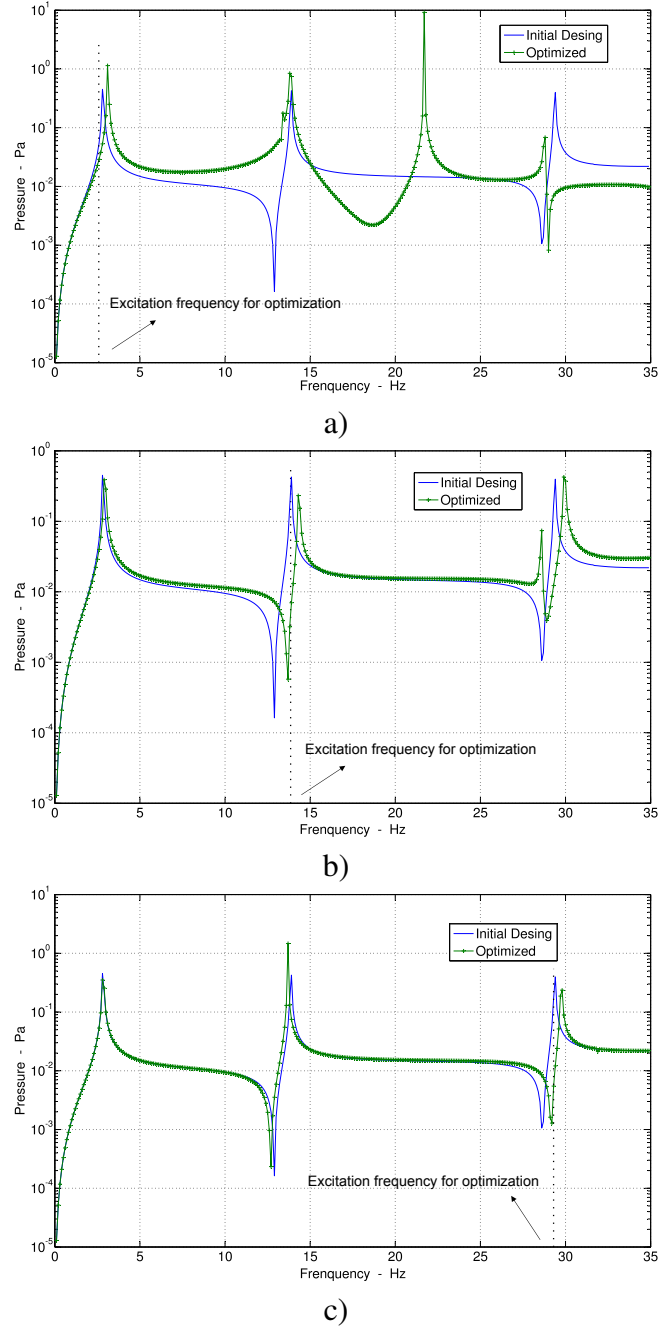 10^1
10^0
10^-1
10^-2
10^-3
10^-4
10^-5
Pressure - Pa
Initial Desing
Optimized
Excitation frequency for optimization
0 5 10 15 20 25 30 35
Frenquency - Hz
a)
10^0
10^-1
10^-2
10^-3
10^-4
10^-5
Pressure - Pa
Initial Desing
Optimized
Excitation frequency for optimization
0 5 10 15 20 25 30 35
Frenquency - Hz
b)
10^1
10^0
10^-1
10^-2
10^-3
10^-4
10^-5
Pressure - Pa
Initial Desing
Optimized
Excitation frequency for optimization
0 5 10 15 20 25 30 35
Frenquency - Hz
c)